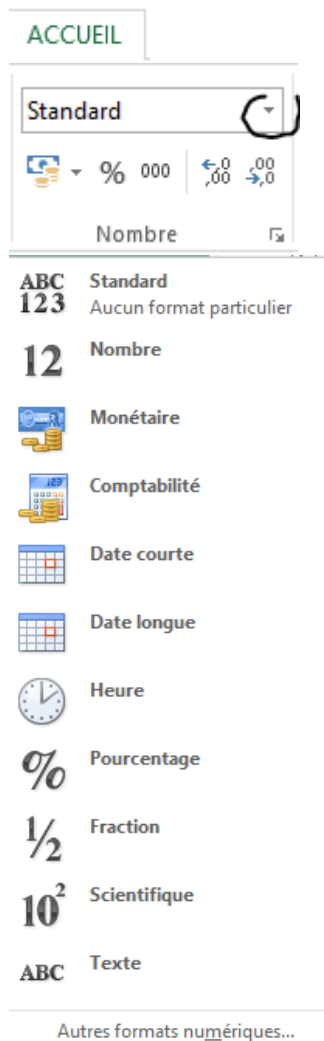 ACCUEIL
Standard
% 000 ←,0 ,00 ,00 →,0
Nombre
ABC 123
Standard
Aucun format particulier
12
Nombre
Monétaire
123
Comptabilité
Date courte
Date longue
Heure
%
Pourcentage
1/2
Fraction
10²
Scientifique
ABC
Texte
Autres formats numériques...